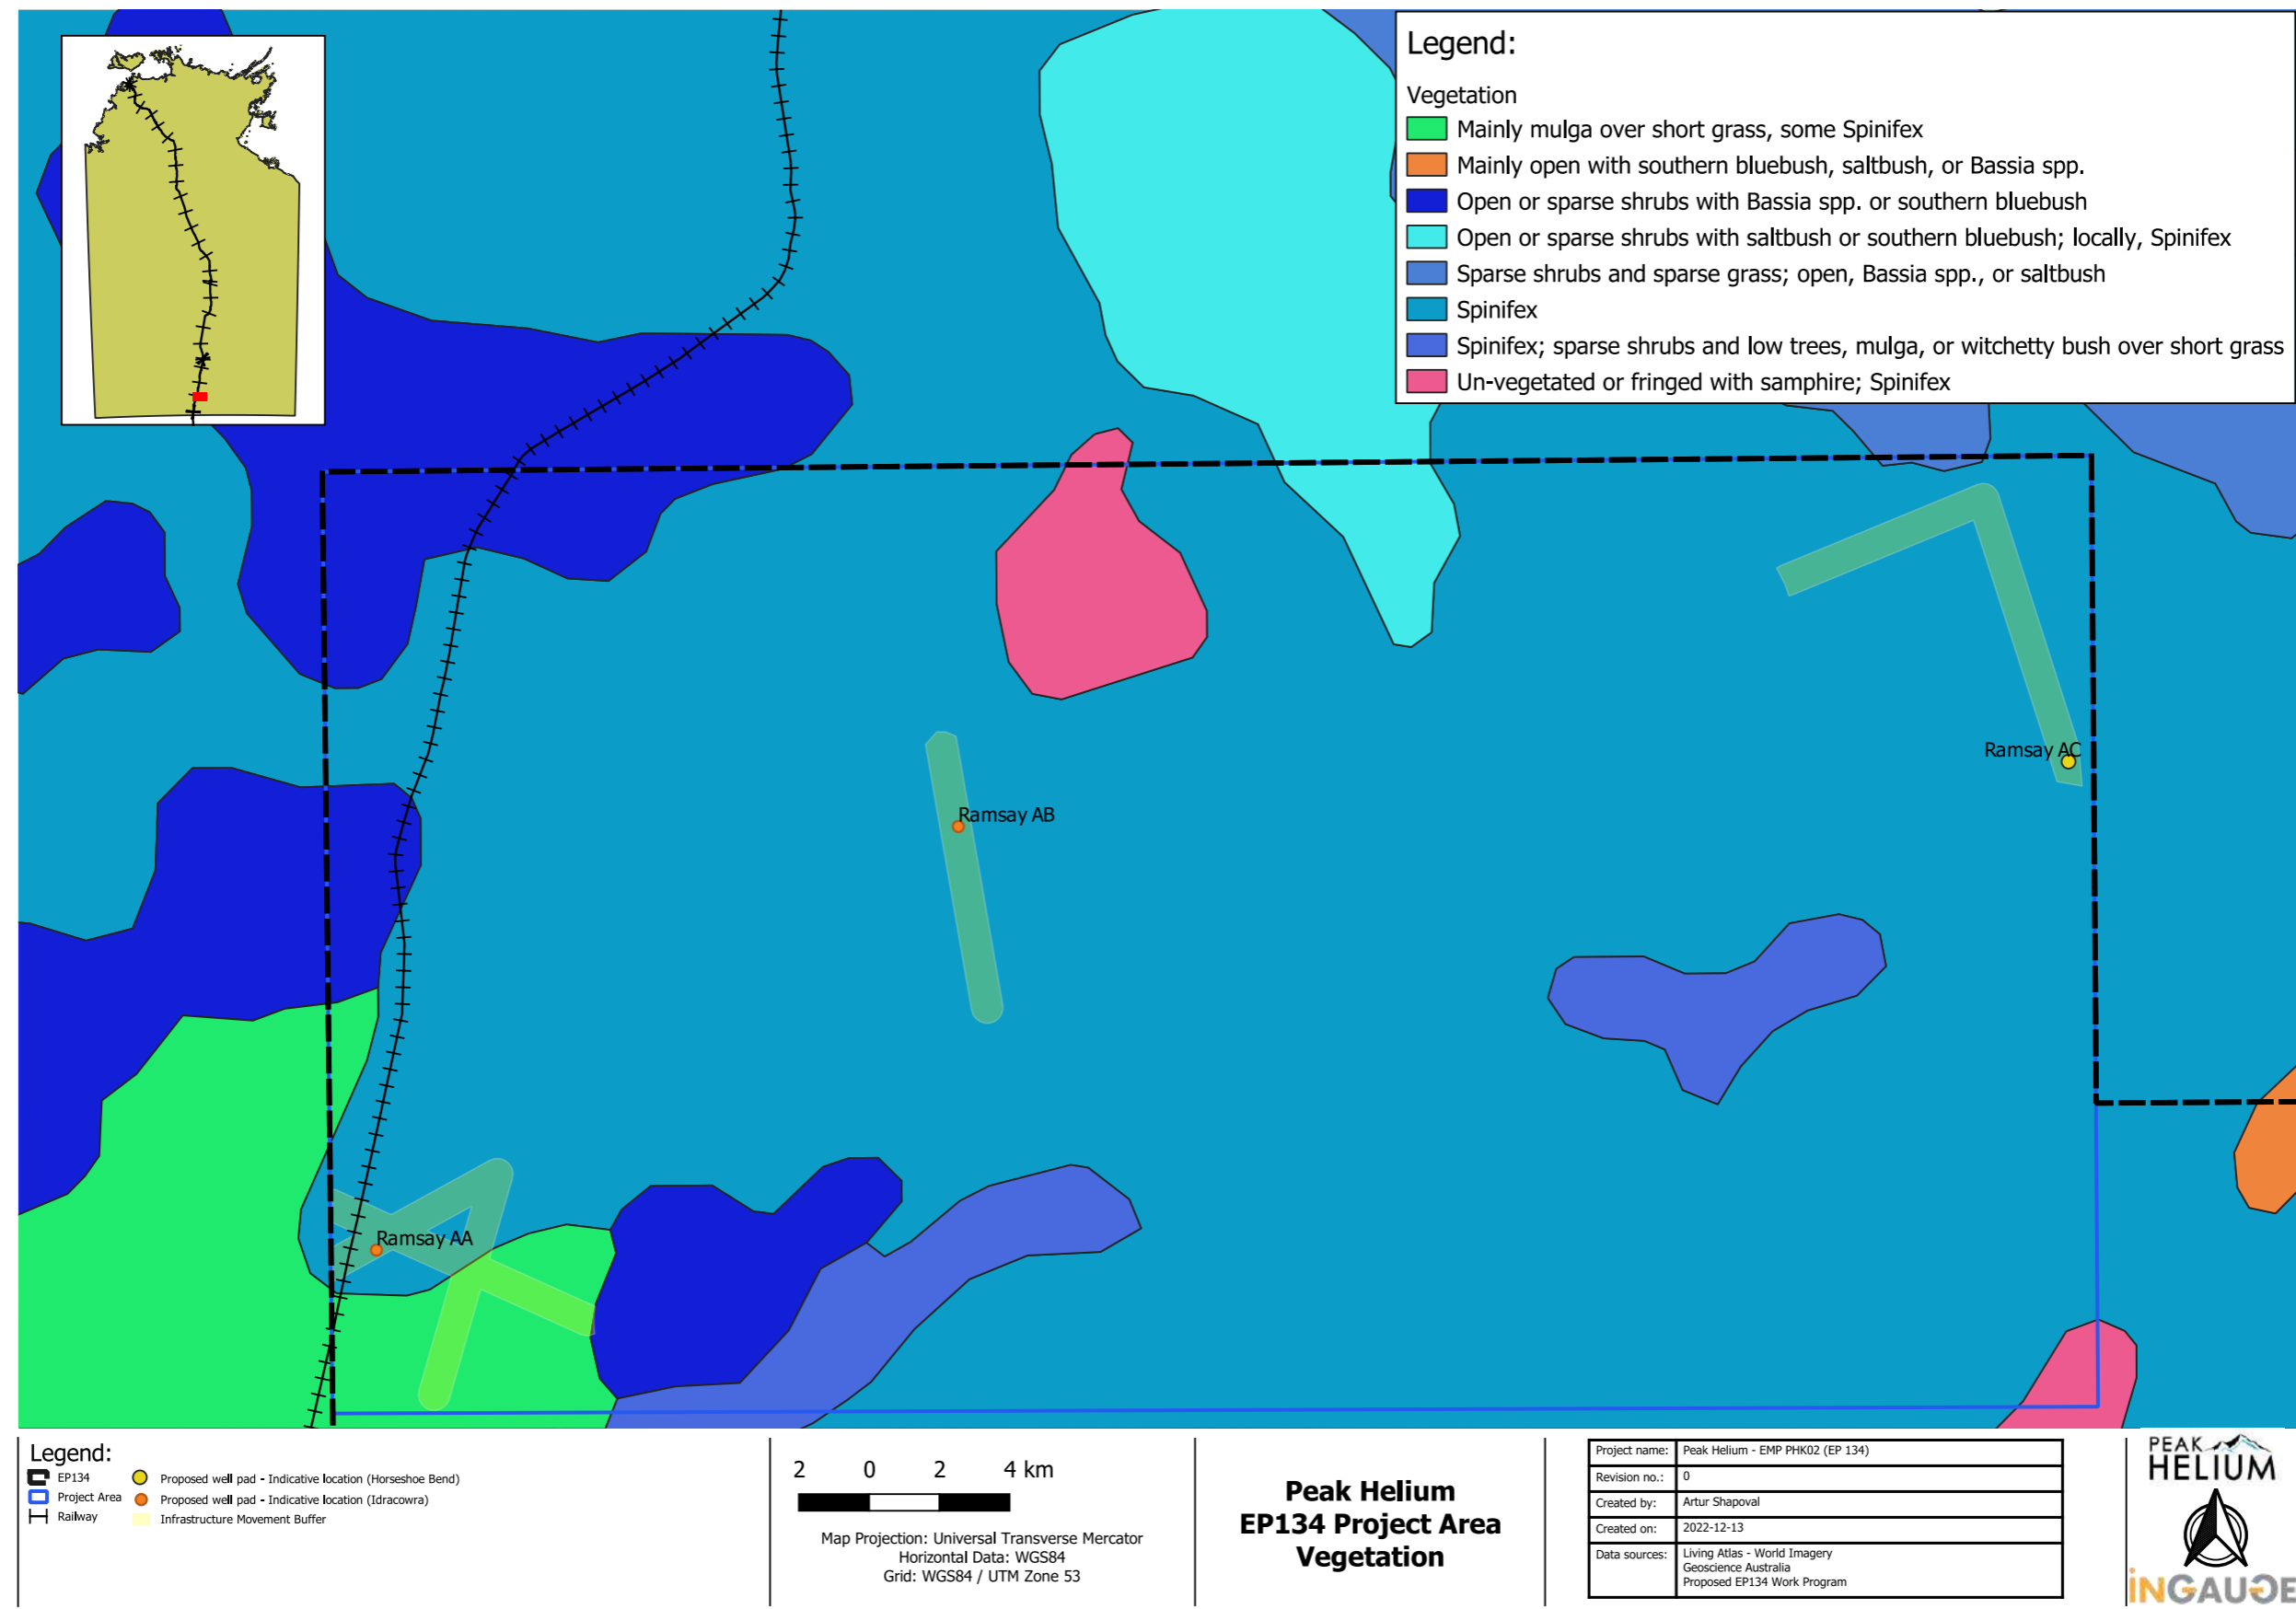 Legend:
Vegetation
Mainly mulga over short grass, some Spinifex
Mainly open with southern bluebush, saltbush, or Bassia spp.
Open or sparse shrubs with Bassia spp. or southern bluebush
Open or sparse shrubs with saltbush or southern bluebush; locally, Spinifex
Sparse shrubs and sparse grass; open, Bassia spp., or saltbush
Spinifex
Spinifex; sparse shrubs and low trees, mulga, or witchetty bush over short grass
Un-vegetated or fringed with samphire; Spinifex
Ramsay AC
Ramsay AB
Ramsay AA
Legend:
EP134
Project Area
Railway
Proposed well pad - Indicative location (Horseshoe Bend)
Proposed well pad - Indicative location (Idracowra)
Infrastructure Movement Buffer
2 0 2 4 km
Map Projection: Universal Transverse Mercator
Horizontal Data: WGS84
Grid: WGS84 / UTM Zone 53
Peak Helium
EP134 Project Area
Vegetation
Project name: Peak Helium - EMP PHK02 (EP 134)
Revision no.: 0
Created by: Artur Shapoval
Created on: 2022-12-13
Data sources: Living Atlas - World Imagery
Geoscience Australia
Proposed EP134 Work Program
PEAK
HELIUM
iNGAUGE